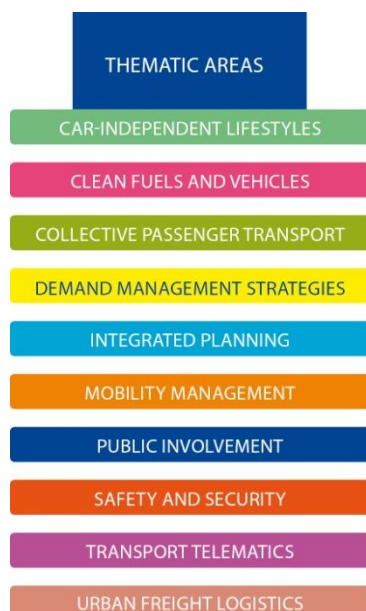 THEMATIC AREAS
CAR-INDEPENDENT LIFESTYLES
CLEAN FUELS AND VEHICLES
COLLECTIVE PASSENGER TRANSPORT
DEMAND MANAGEMENT STRATEGIES
INTEGRATED PLANNING
MOBILITY MANAGEMENT
PUBLIC INVOLVEMENT
SAFETY AND SECURITY
TRANSPORT TELEMATICS
URBAN FREIGHT LOGISTICS